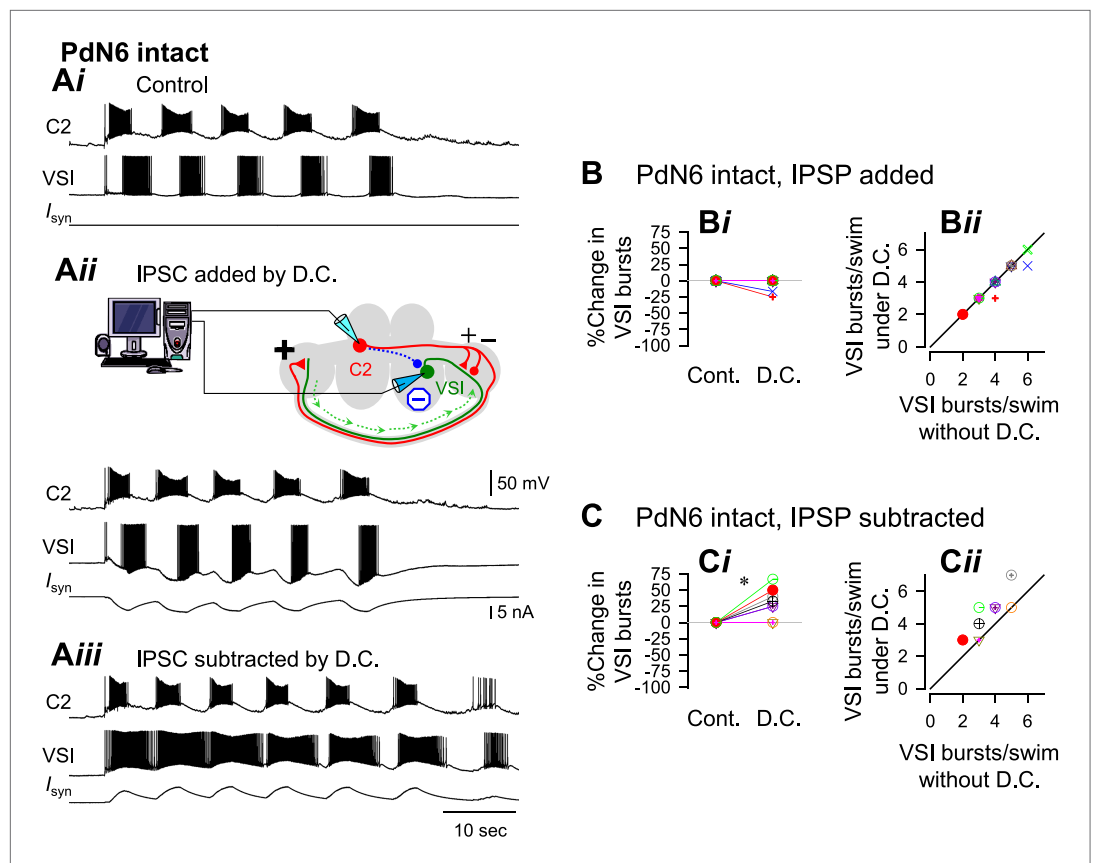 PdN6 intact
Ai Control
C2
VSI
Isyn
Aii IPSC added by D.C.
+
+
−
C2
VSI
−
C2
50 mV
VSI
Isyn
5 nA
Aiii IPSC subtracted by D.C.
C2
VSI
Isyn
10 sec
B PdN6 intact, IPSP added
Bi
%Change in
VSI bursts
75
50
25
0
-25
-50
-75
-100
Cont. D.C.
Bii
VSI bursts/swim
under D.C.
6
4
2
0
0 2 4 6
VSI bursts/swim
without D.C.
C PdN6 intact, IPSP subtracted
Ci
%Change in
VSI bursts
75
50
25
0
-25
-50
-75
-100
*
Cont. D.C.
Cii
VSI bursts/swim
under D.C.
6
4
2
0
0 2 4 6
VSI bursts/swim
without D.C.